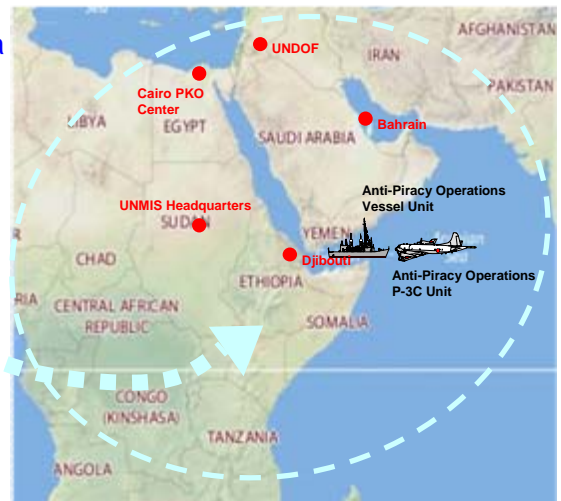 a
UNDOF
AFGHANISTAN
IRAN
Cairo PKO
Center
PAKISTAN
LIBYA
EGYPT
Bahrain
SAUDI ARABIA
Anti-Piracy Operations
Vessel Unit
UNMIS Headquarters
SUDAN
YEMEN
CHAD
Djibouti
Anti-Piracy Operations
P-3C Unit
ETHIOPIA
RIA
CENTRAL AFRICAN
REPUBLIC
SOMALIA
CONGO
(KINSHASA)
TANZANIA
ANGOLA